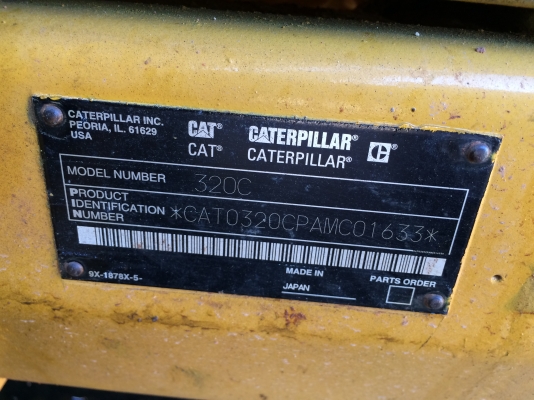 CATERPILLAR INC.
PEORIA, IL. 61629
USA
CAT® CATERPILLAR® C®
CAT® CATERPILLAR®
MODEL NUMBER 320C
PRODUCT
IDENTIFICATION
NUMBER *CAT0320CPAMC01633*
9X-1878X-5-
MADE IN
JAPAN
PARTS ORDER